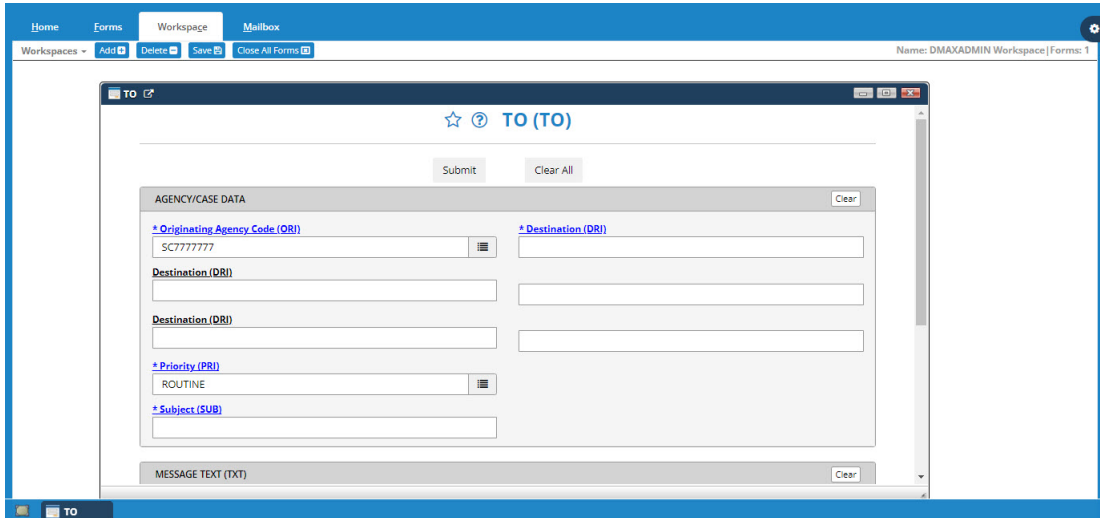 Home Forms Workspace Mailbox
Workspaces Add Delete Save Close All Forms Name: DMAXADMIN Workspace|Forms: 1
TO
TO (TO)
Submit Clear All
AGENCY/CASE DATA Clear
* Originating Agency Code (ORI) * Destination (DRI)
SC7777777
Destination (DRI)
Destination (DRI)
* Priority (PRI)
ROUTINE
* Subject (SUB)
MESSAGE TEXT (TXT) Clear
TO